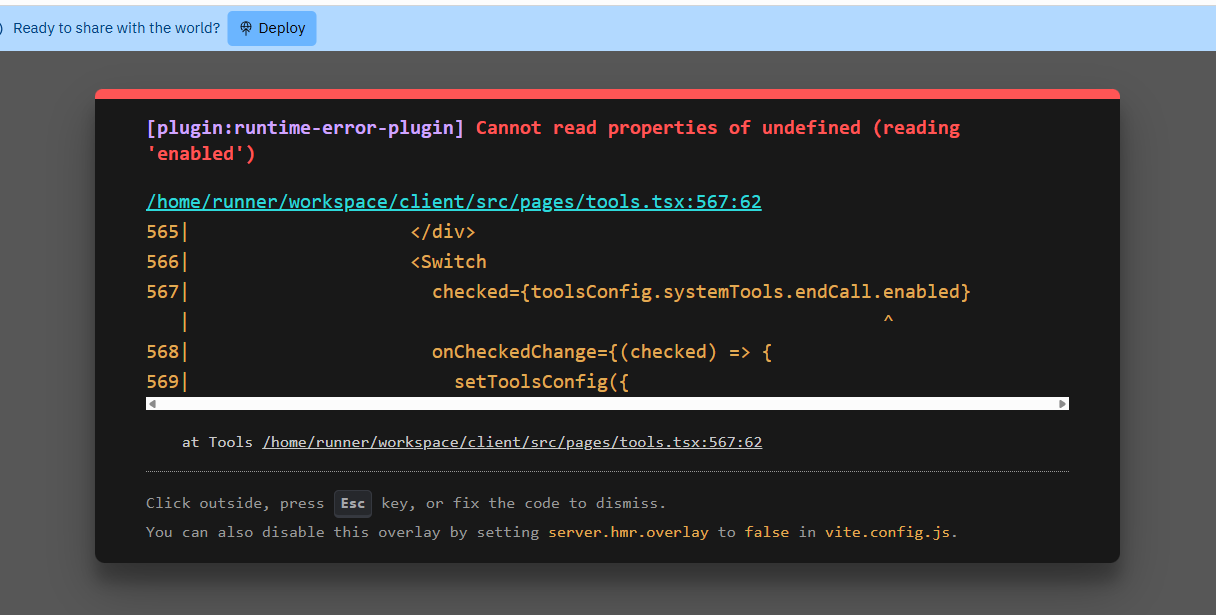 ) Ready to share with the world? Deploy
[plugin:runtime-error-plugin] Cannot read properties of undefined (reading
'enabled')
/home/runner/workspace/client/src/pages/tools.tsx:567:62
565|                    </div>
566|                    <Switch
567|                      checked={toolsConfig.systemTools.endCall.enabled}
   |                                                               ^
568|                      onCheckedChange={(checked) => {
569|                        setToolsConfig({
at Tools /home/runner/workspace/client/src/pages/tools.tsx:567:62
Click outside, press Esc key, or fix the code to dismiss.
You can also disable this overlay by setting server.hmr.overlay to false in vite.config.js.